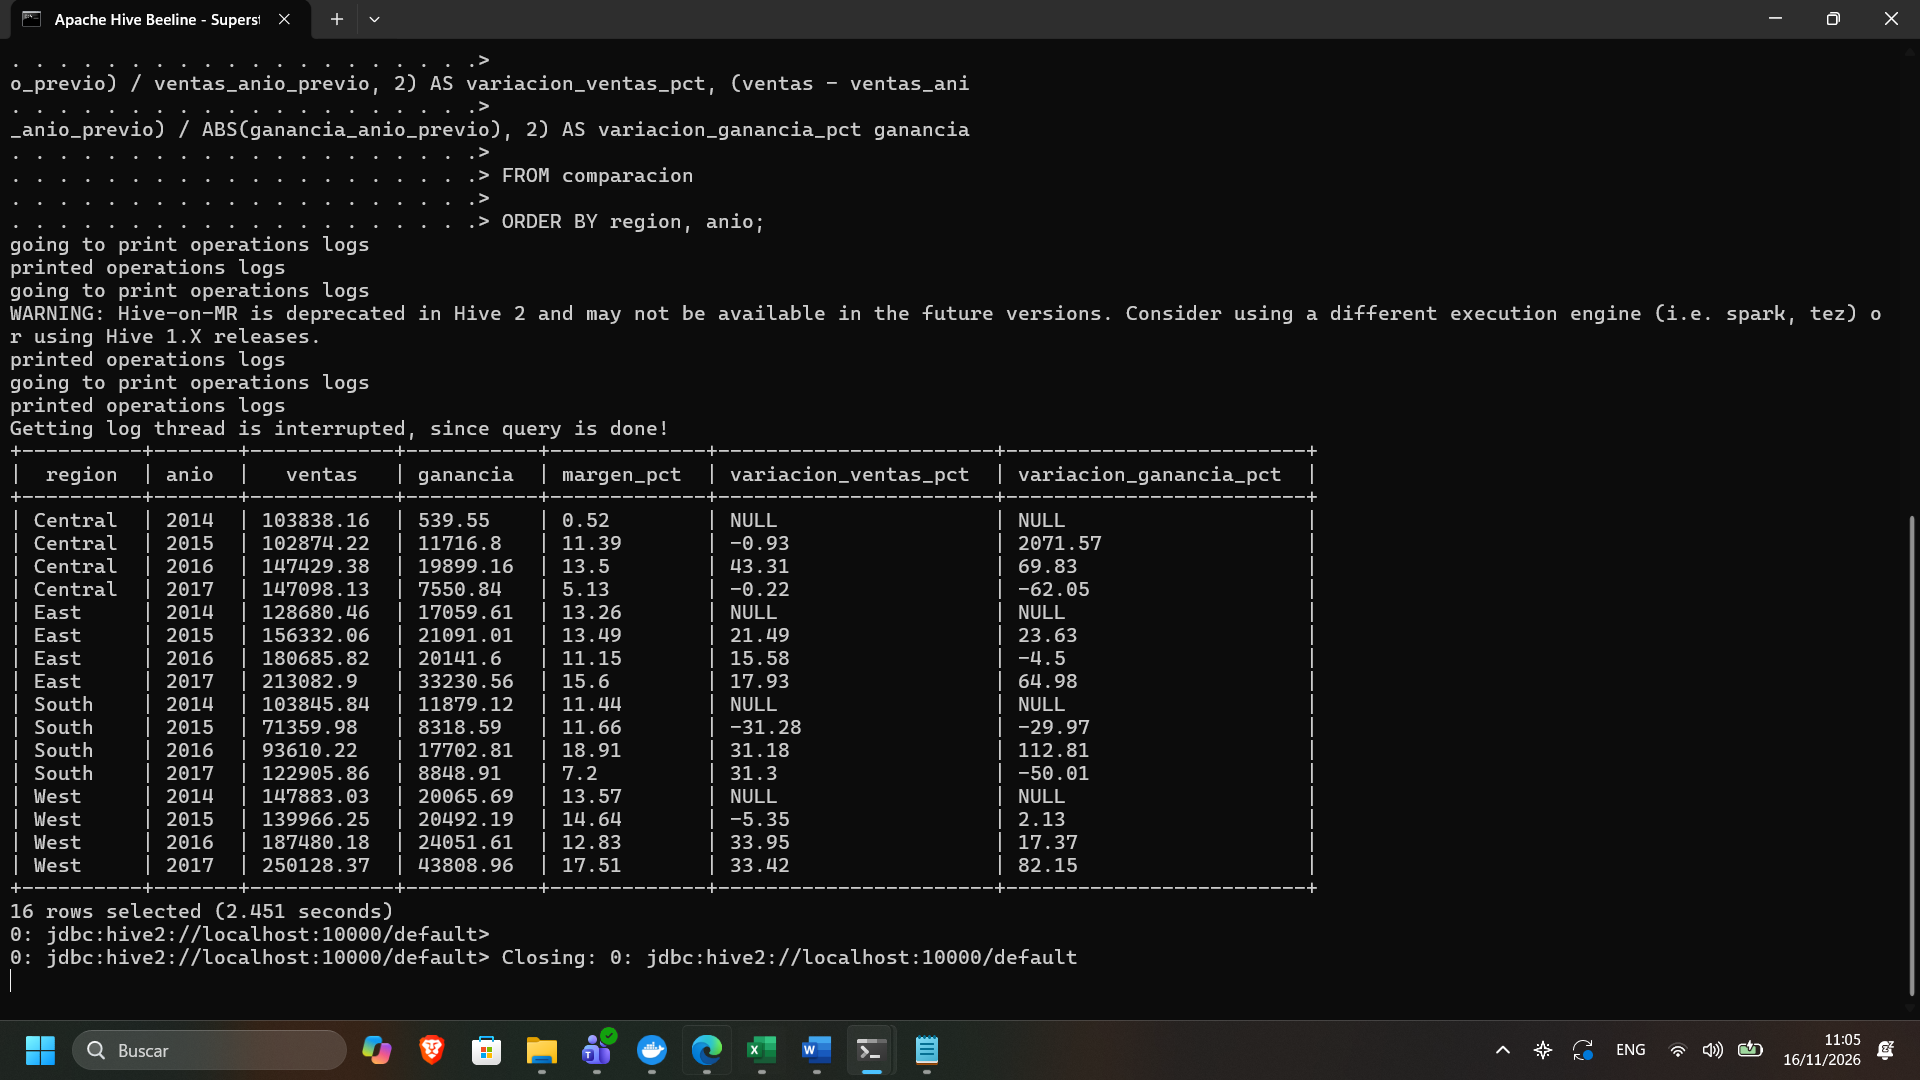 Apache Hive Beeline - Superst
. . . . . . . . . . . . . . . . . . . .>
o_previo) / ventas_anio_previo, 2) AS variacion_ventas_pct, (ventas - ventas_ani
. . . . . . . . . . . . . . . . . . . .>
_anio_previo) / ABS(ganancia_anio_previo), 2) AS variacion_ganancia_pct ganancia
. . . . . . . . . . . . . . . . . . . .>
. . . . . . . . . . . . . . . . . . . .> FROM comparacion
. . . . . . . . . . . . . . . . . . . .>
. . . . . . . . . . . . . . . . . . . .> ORDER BY region, anio;
going to print operations logs
printed operations logs
going to print operations logs
WARNING: Hive-on-MR is deprecated in Hive 2 and may not be available in the future versions. Consider using a different execution engine (i.e. spark, tez) o
r using Hive 1.X releases.
printed operations logs
going to print operations logs
printed operations logs
Getting log thread is interrupted, since query is done!
+----------+-------+------------+-----------+-------------+-----------------------+-------------------------+
| region | anio | ventas | ganancia | margen_pct | variacion_ventas_pct | variacion_ganancia_pct |
+----------+-------+------------+-----------+-------------+-----------------------+-------------------------+
| Central | 2014 | 103838.16 | 539.55 | 0.52 | NULL | NULL |
| Central | 2015 | 102874.22 | 11716.8 | 11.39 | -0.93 | 2071.57 |
| Central | 2016 | 147429.38 | 19899.16 | 13.5 | 43.31 | 69.83 |
| Central | 2017 | 147098.13 | 7550.84 | 5.13 | -0.22 | -62.05 |
| East | 2014 | 128680.46 | 17059.61 | 13.26 | NULL | NULL |
| East | 2015 | 156332.06 | 21091.01 | 13.49 | 21.49 | 23.63 |
| East | 2016 | 180685.82 | 20141.6 | 11.15 | 15.58 | -4.5 |
| East | 2017 | 213082.9 | 33230.56 | 15.6 | 17.93 | 64.98 |
| South | 2014 | 103845.84 | 11879.12 | 11.44 | NULL | NULL |
| South | 2015 | 71359.98 | 8318.59 | 11.66 | -31.28 | -29.97 |
| South | 2016 | 93610.22 | 17702.81 | 18.91 | 31.18 | 112.81 |
| South | 2017 | 122905.86 | 8848.91 | 7.2 | 31.3 | -50.01 |
| West | 2014 | 147883.03 | 20065.69 | 13.57 | NULL | NULL |
| West | 2015 | 139966.25 | 20492.19 | 14.64 | -5.35 | 2.13 |
| West | 2016 | 187480.18 | 24051.61 | 12.83 | 33.95 | 17.37 |
| West | 2017 | 250128.37 | 43808.96 | 17.51 | 33.42 | 82.15 |
+----------+-------+------------+-----------+-------------+-----------------------+-------------------------+
16 rows selected (2.451 seconds)
0: jdbc:hive2://localhost:10000/default>
0: jdbc:hive2://localhost:10000/default> Closing: 0: jdbc:hive2://localhost:10000/default
Buscar
ENG
11:05
16/11/2026